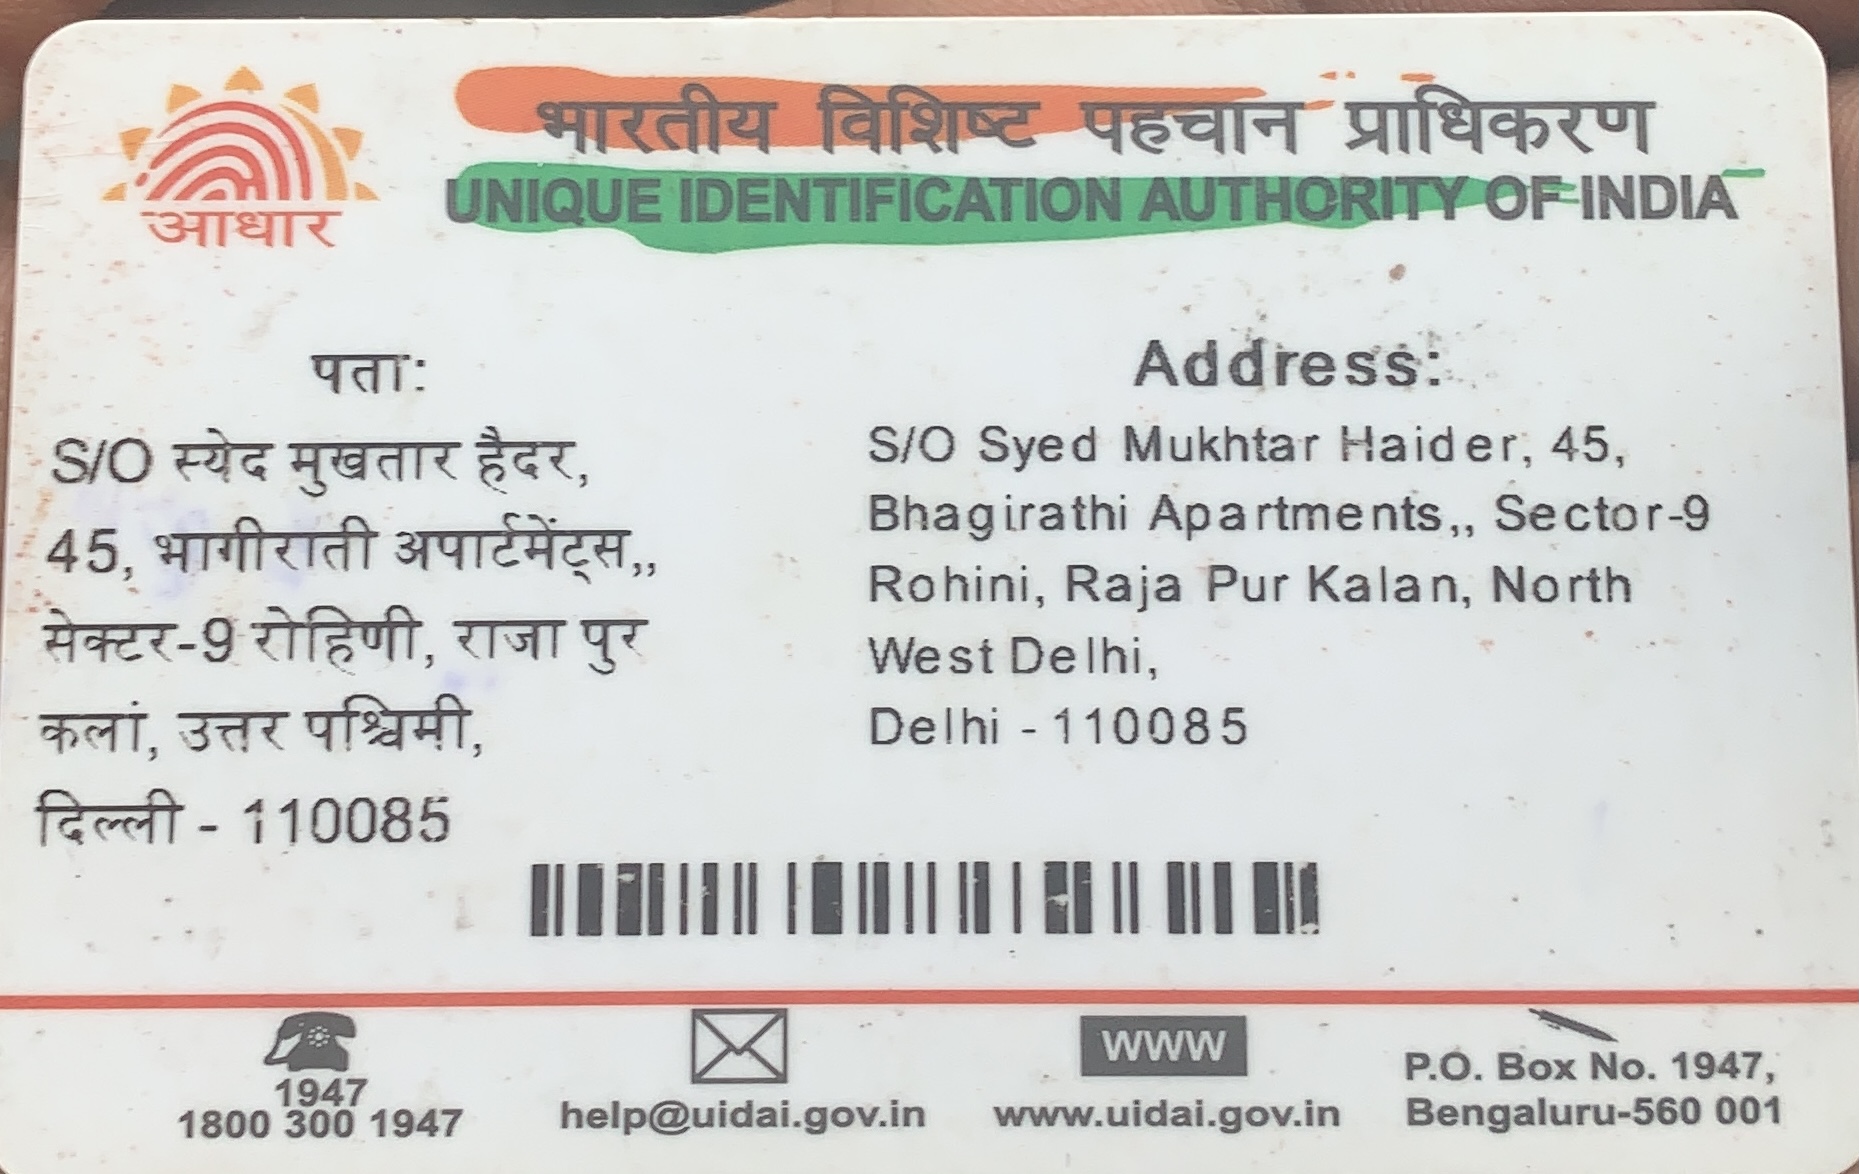 आधार
भारतीय विशिष्ट पहचान प्राधिकरण
UNIQUE IDENTIFICATION AUTHORITY OF INDIA
पता:
S/O स्येद मुखतार हैदर,
45, भागीराती अपार्टमेंट्स,,
सेक्टर-9 रोहिणी, राजा पुर
कलां, उत्तर पश्चिमी,
दिल्ली - 110085
Address:
S/O Syed Mukhtar Haider, 45,
Bhagirathi Apartments,, Sector-9
Rohini, Raja Pur Kalan, North
West Delhi,
Delhi - 110085
1947
1800 300 1947
help@uidai.gov.in
WWW
www.uidai.gov.in
P.O. Box No. 1947,
Bengaluru-560 001